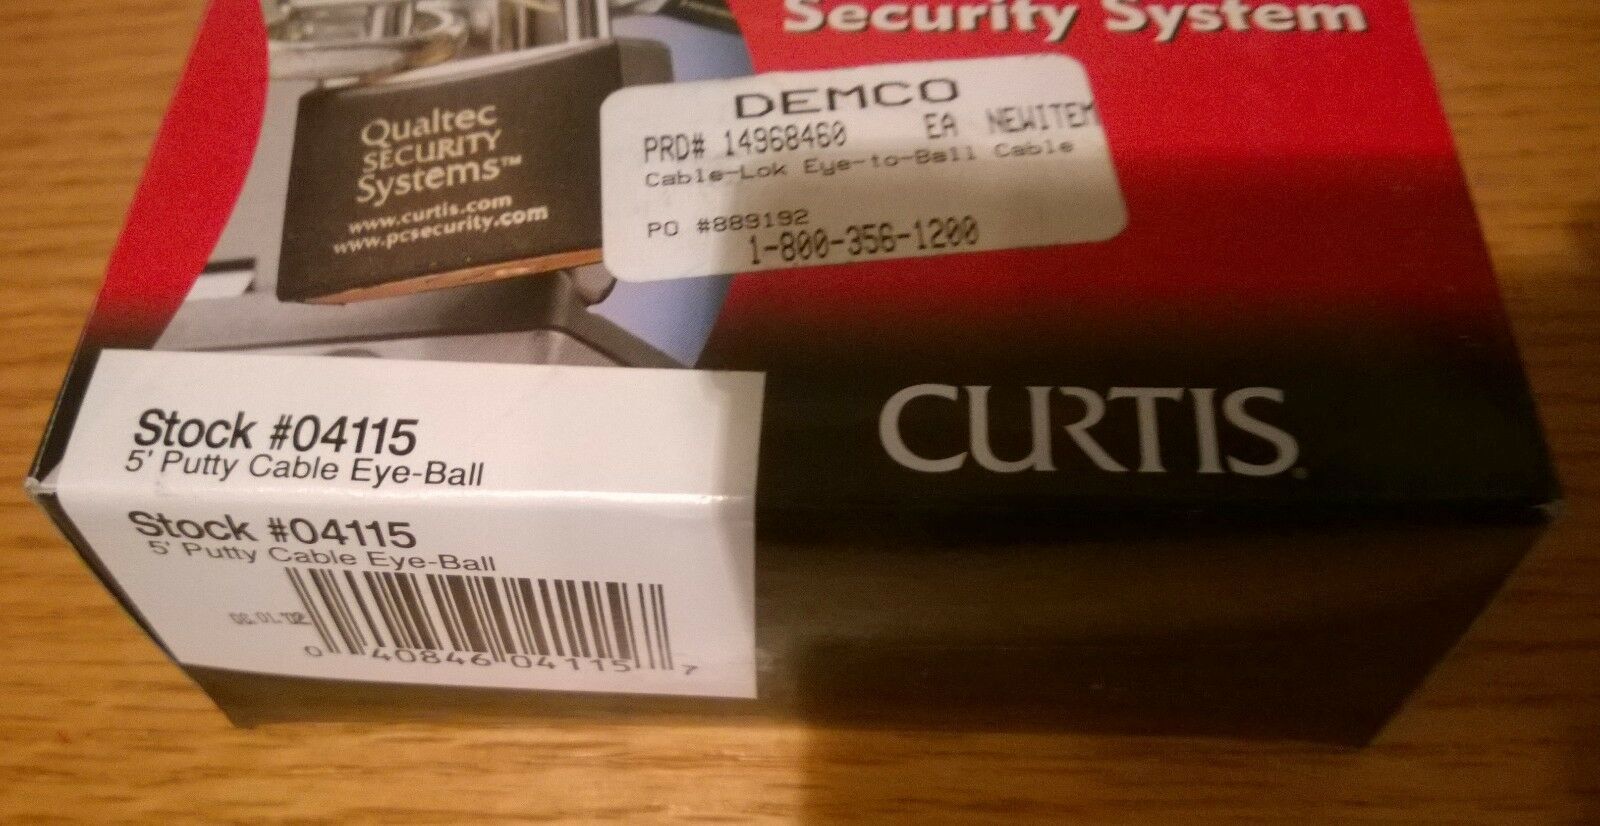 Security System
Qualtec
SECURITY
Systems™
www.curtis.com
www.pcsecurity.com
DEMCO
PRD# 14968460 EA NEWITEM
Cable-Lok Eye-to-Ball Cable
PO #889192
1-800-356-1200
CURTIS
Stock #04115
5' Putty Cable Eye-Ball
Stock #04115
5' Putty Cable Eye-Ball
0 40846 04115 7